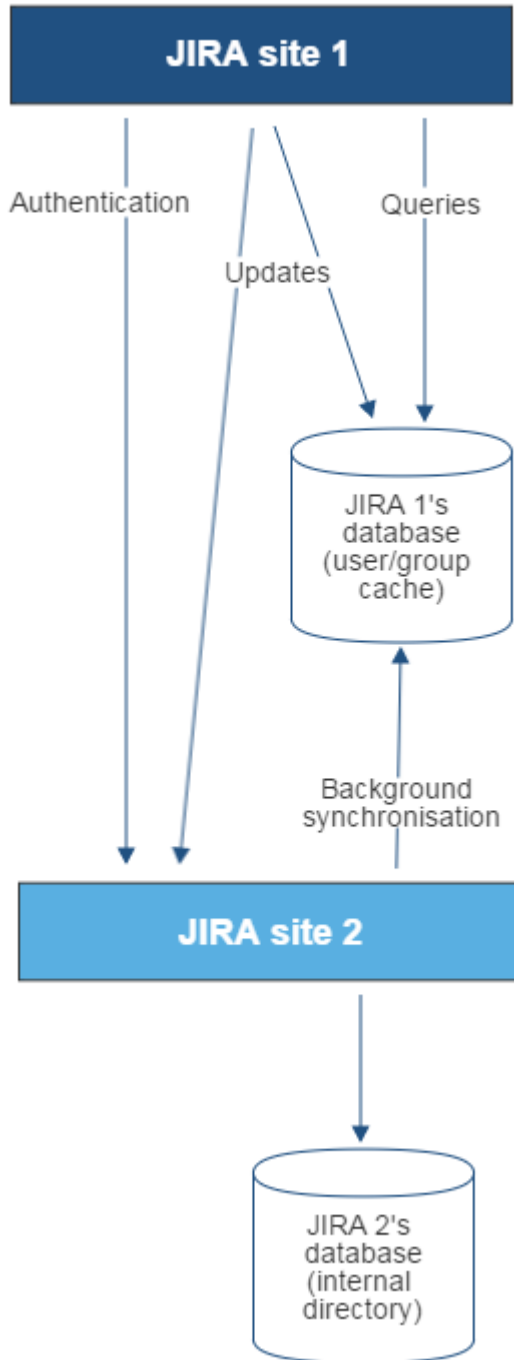 JIRA site 1
Authentication
Queries
Updates
JIRA 1's
database
(user/group
cache)
Background
synchronisation
JIRA site 2
JIRA 2's
database
(internal
directory)